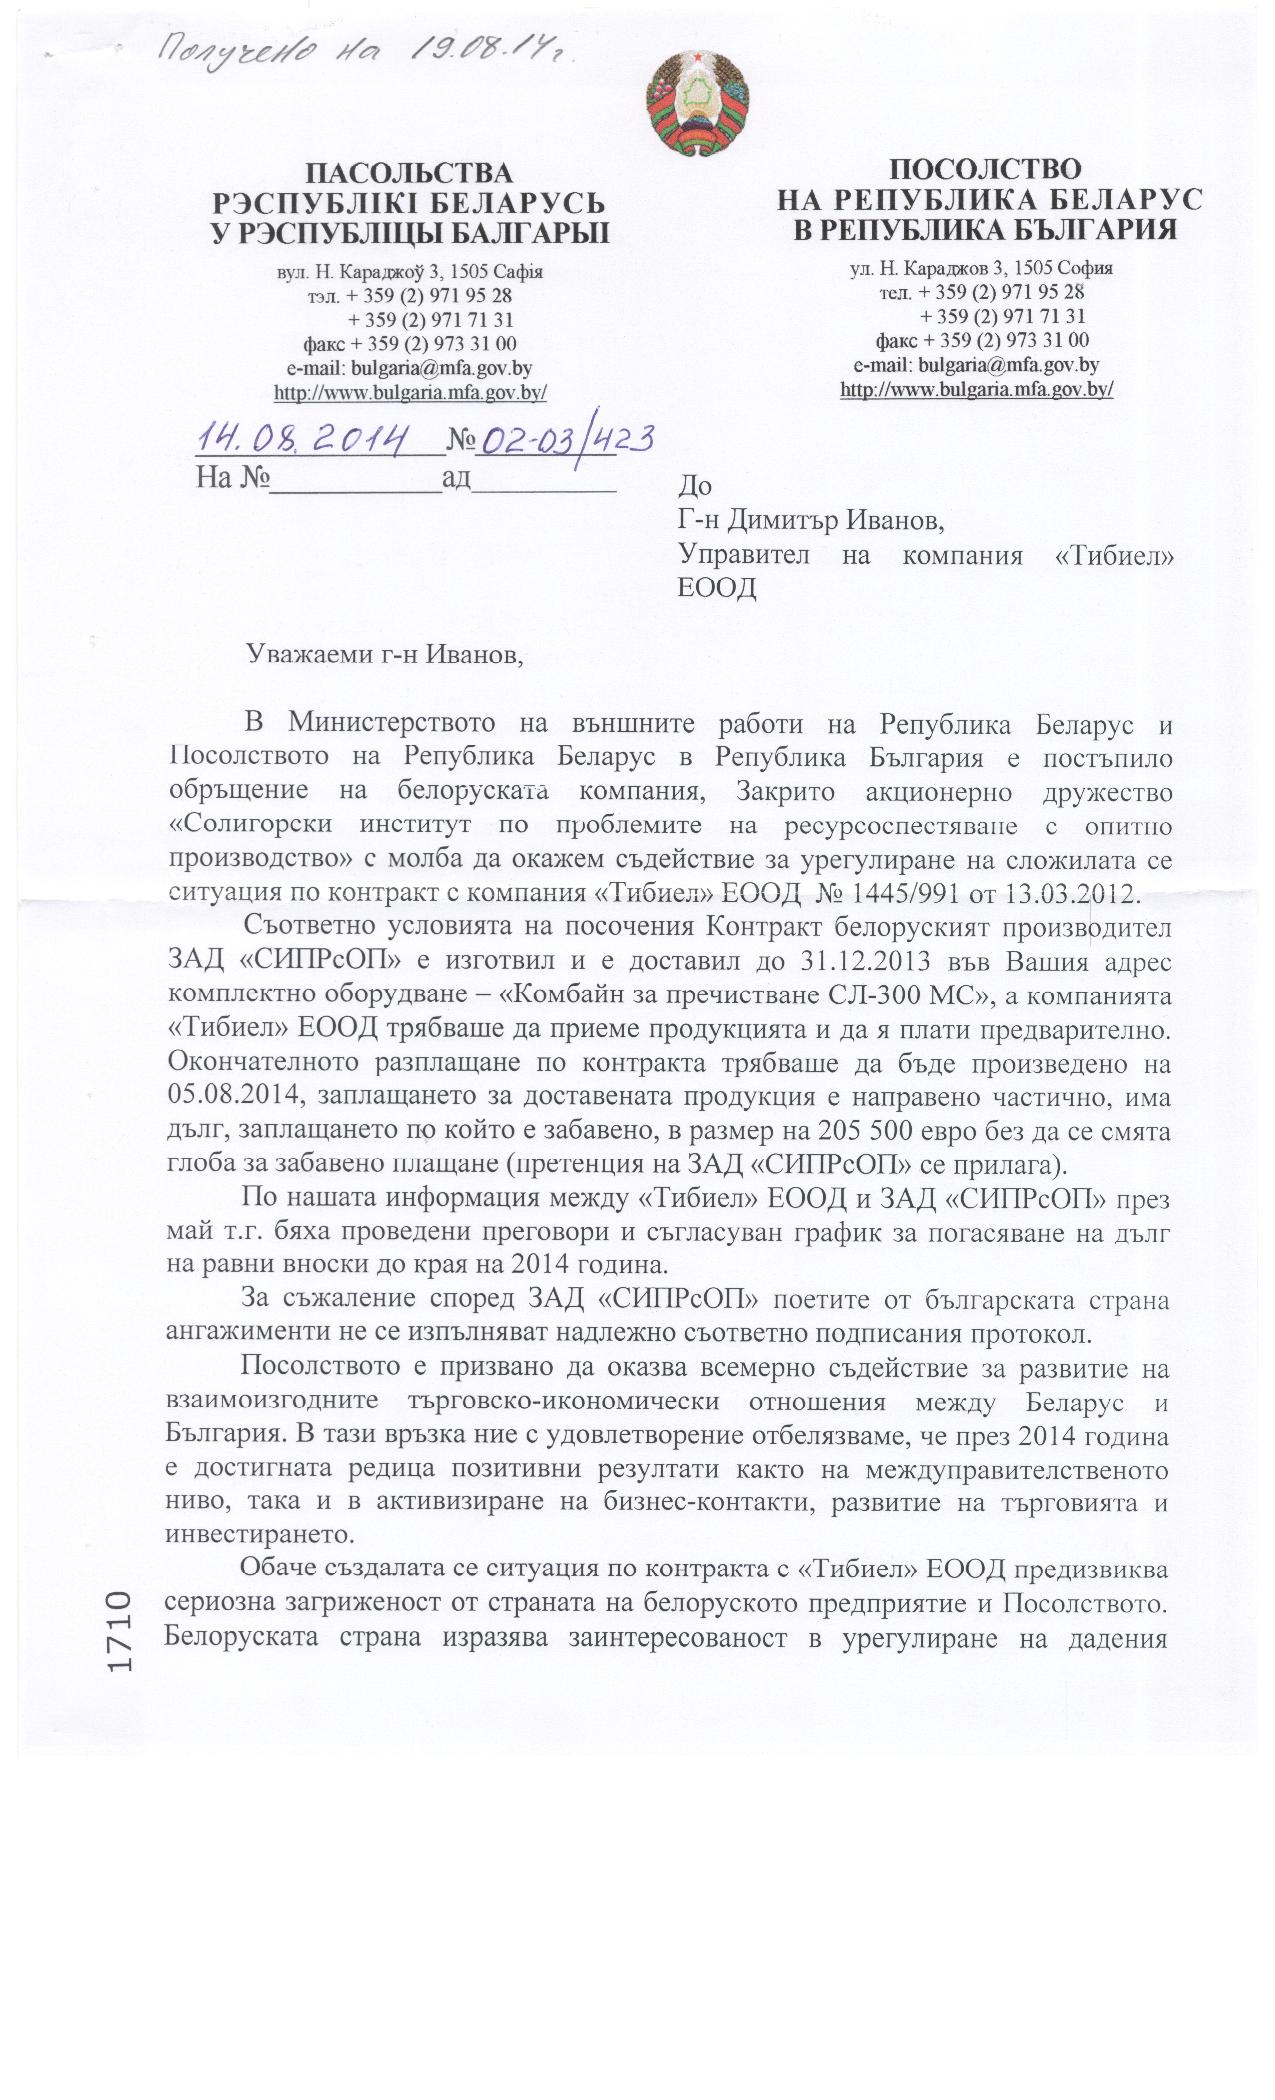 Получено на 19.08.14г.
ПАСОЛЬСТВА
РЭСПУБЛІКІ БЕЛАРУСЬ
У РЭСПУБЛІЦЫ БАЛГАРЫІ
вул. Н. Караджоў 3, 1505 Сафія
тэл. + 359 (2) 971 95 28
+ 359 (2) 971 71 31
факс + 359 (2) 973 31 00
e-mail: bulgaria@mfa.gov.by
http://www.bulgaria.mfa.gov.by/
ПОСОЛСТВО
НА РЕПУБЛИКА БЕЛАРУС
В РЕПУБЛИКА БЪЛГАРИЯ
ул. Н. Караджов 3, 1505 София
тел. + 359 (2) 971 95 28
+ 359 (2) 971 71 31
факс + 359 (2) 973 31 00
e-mail: bulgaria@mfa.gov.by
http://www.bulgaria.mfa.gov.by/
14.08.2014 № 02-03/423
На №____________ад__________
До
Г-н Димитър Иванов,
Управител на компания «Тибиел»
ЕООД
Уважаеми г-н Иванов,
В Министерството на външните работи на Република Беларус и
Посолството на Република Беларус в Република България е постъпило
обръщение на белоруската компания, Закрито акционерно дружество
«Солигорски институт по проблемите на ресурсоспестяване с опитно
производство» с молба да окажем съдействие за урегулиране на сложилата се
ситуация по контракт с компания «Тибиел» ЕООД № 1445/991 от 13.03.2012.
Съответно условията на посочения Контракт белоруският производител
ЗАД «СИПРсОП» е изготвил и е доставил до 31.12.2013 във Вашия адрес
комплектно оборудване – «Комбайн за пречистване СЛ-300 МС», а компанията
«Тибиел» ЕООД трябваше да приеме продукцията и да я плати предварително.
Окончателното разплащане по контракта трябваше да бъде произведено на
05.08.2014, заплащането за доставената продукция е направено частично, има
дълг, заплащането по който е забавено, в размер на 205 500 евро без да се смята
глоба за забавено плащане (претенция на ЗАД «СИПРсОП» се прилага).
По нашата информация между «Тибиел» ЕООД и ЗАД «СИПРсОП» през
май т.г. бяха проведени преговори и съгласуван график за погасяване на дълг
на равни вноски до края на 2014 година.
За съжаление според ЗАД «СИПРсОП» поетите от българската страна
ангажименти не се изпълняват надлежно съответно подписания протокол.
Посолството е призвано да оказва всемерно съдействие за развитие на
взаимоизгодните търговско-икономически отношения между Беларус и
България. В тази връзка ние с удовлетворение отбелязваме, че през 2014 година
е достигната редица позитивни резултати както на междуправителственото
ниво, така и в активизиране на бизнес-контакти, развитие на търговията и
инвестирането.
Обаче създалата се ситуация по контракта с «Тибиел» ЕООД предизвиква
сериозна загриженост от страната на белоруското предприятие и Посолството.
Белоруската страна изразява заинтересованост в урегулиране на дадения
1710